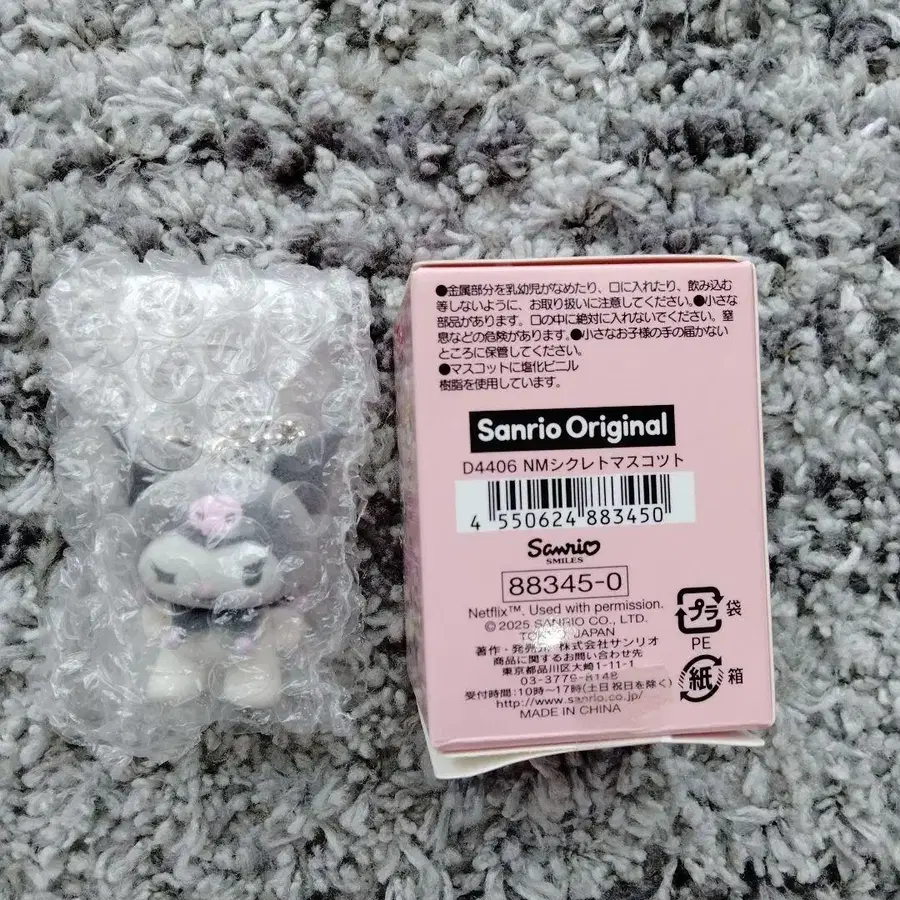 ●金属部分を乳幼児がなめたり、口に入れたり、飲み込む
等しないように、お取り扱いに注意してください。●小さな
部品があります。口の中に絶対に入れないでください。窒
息などの危険があります。●小さなお子様の手の届かない
ところに保管してください。
●マスコットに塩化ビニル
樹脂を使用しています。
Sanrio Original
D4406 NMシクレトマスコツト
4 550624 883450
Sanrio
SMILES
88345-0
Netflix™. Used with permission.
© 2025 SANRIO CO., LTD.
TOKYO, JAPAN
著作・発売元 株式会社サンリオ
商品に関するお問い合わせ先
東京都品川区大崎1-11-1
03-3779-8148
受付時間:10時〜17時(土日祝日を除く)
http://www.sanrio.co.jp/
MADE IN CHINA
プラ 袋
PE
紙 箱